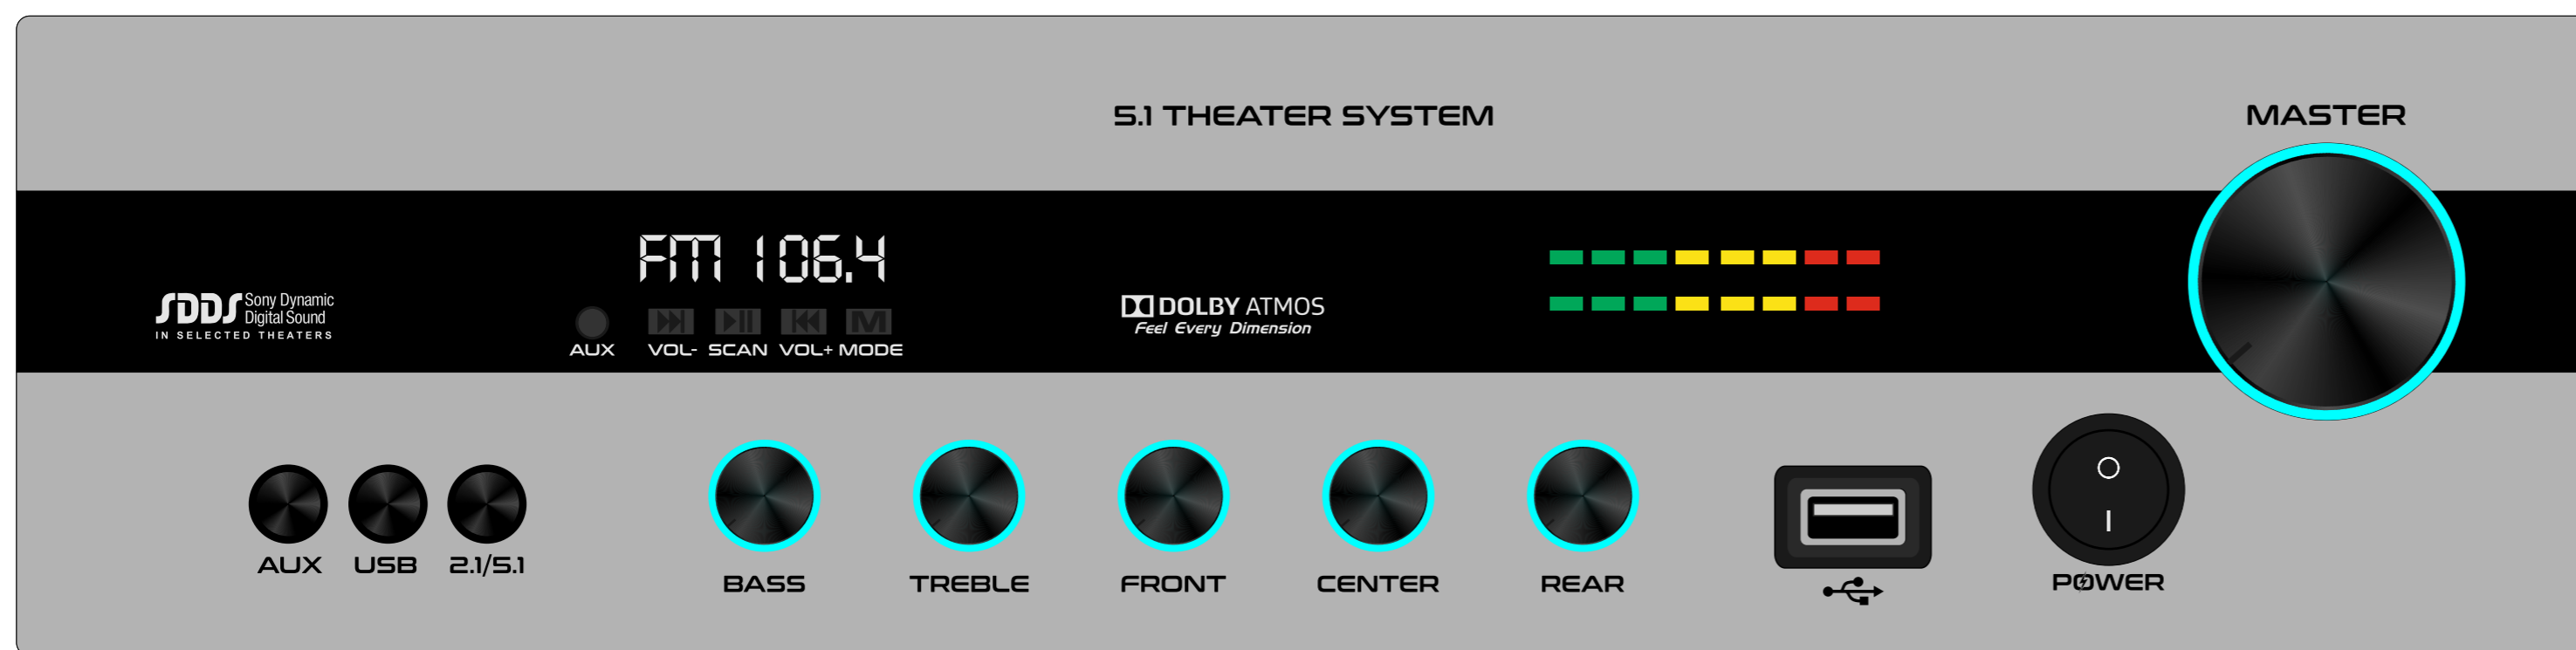 5.1 THEATER SYSTEM
MASTER
FM 106.4
SDDS Sony Dynamic
Digital Sound
IN SELECTED THEATERS
M
AUX VOL- SCAN VOL+ MODE
DOLBY ATMOS
Feel Every Dimension
AUX USB 2.1/5.1
BASS TREBLE FRONT CENTER REAR
POWER